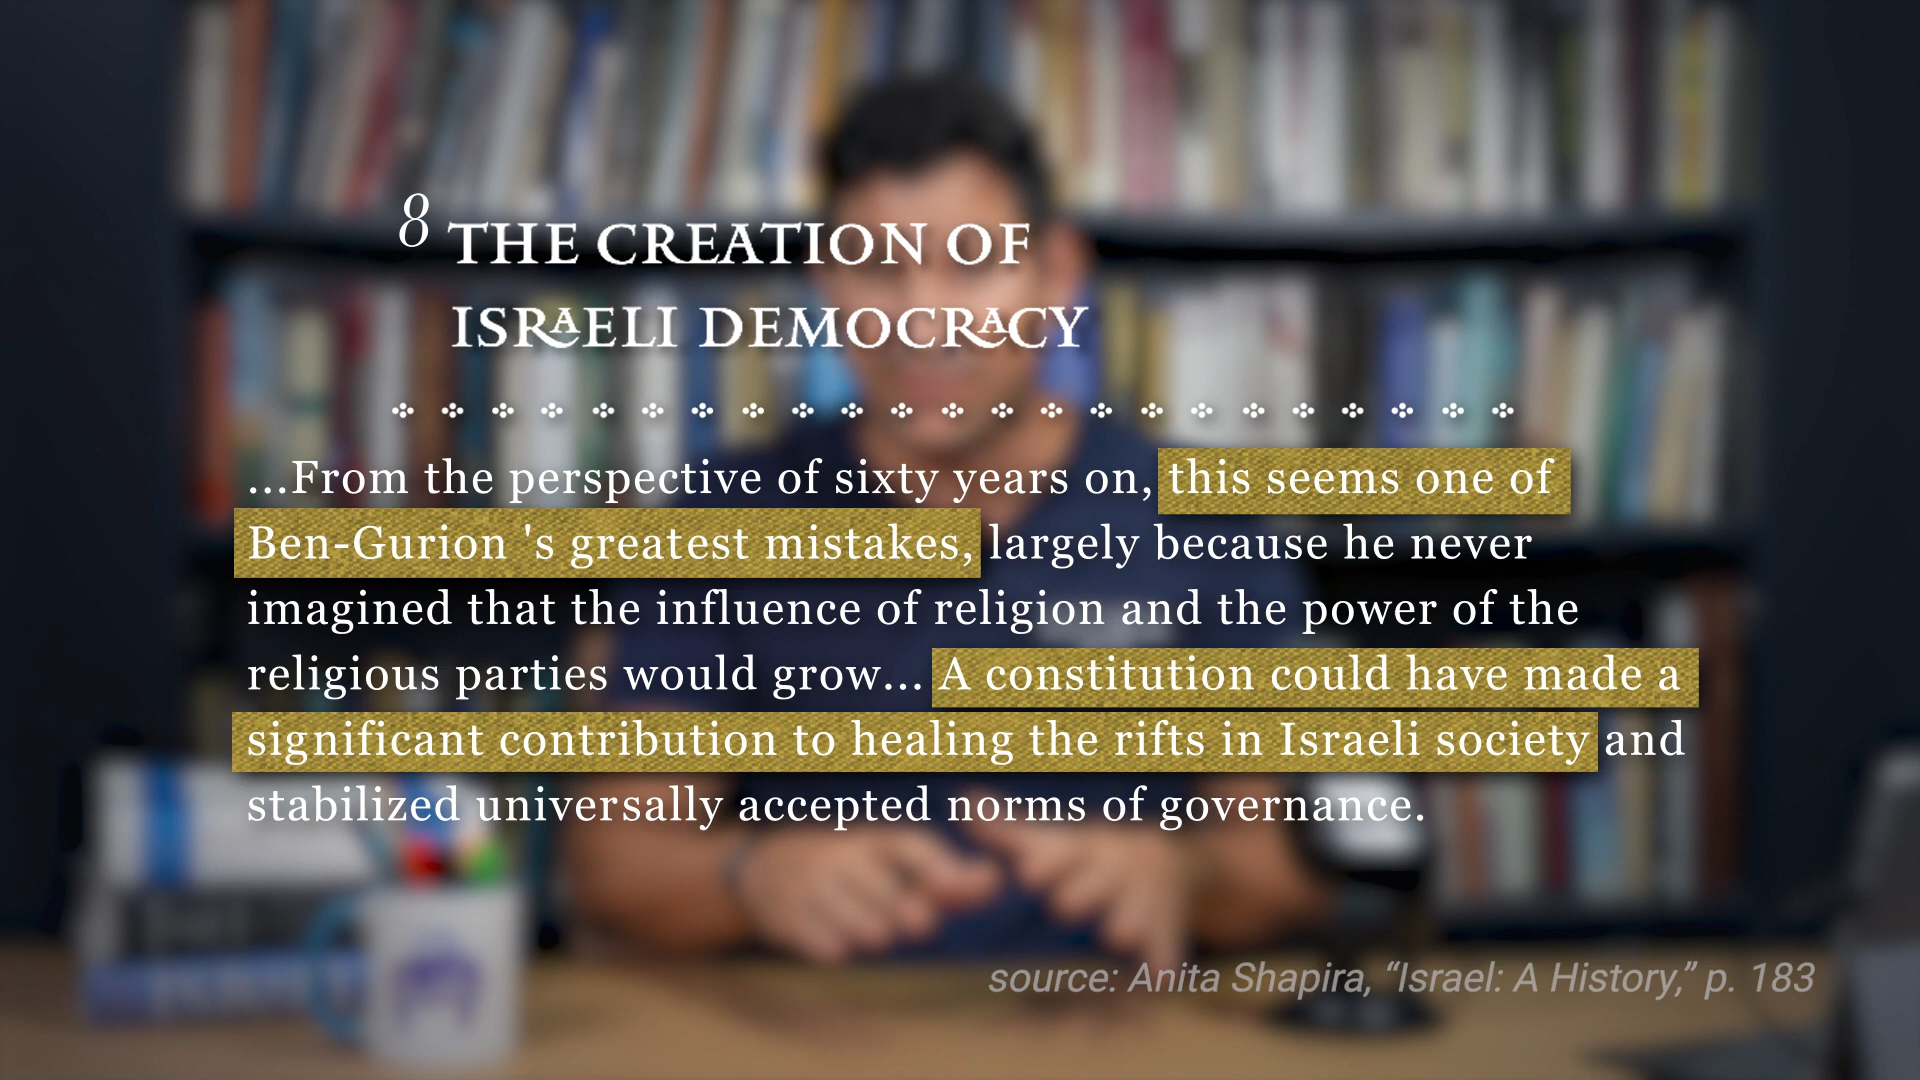 8 THE CREATION OF
ISRAELI DEMOCRACY
...From the perspective of sixty years on, this seems one of
Ben-Gurion 's greatest mistakes, largely because he never
imagined that the influence of religion and the power of the
religious parties would grow... A constitution could have made a
significant contribution to healing the rifts in Israeli society and
stabilized universally accepted norms of governance.
source: Anita Shapira, “Israel: A History,” p. 183